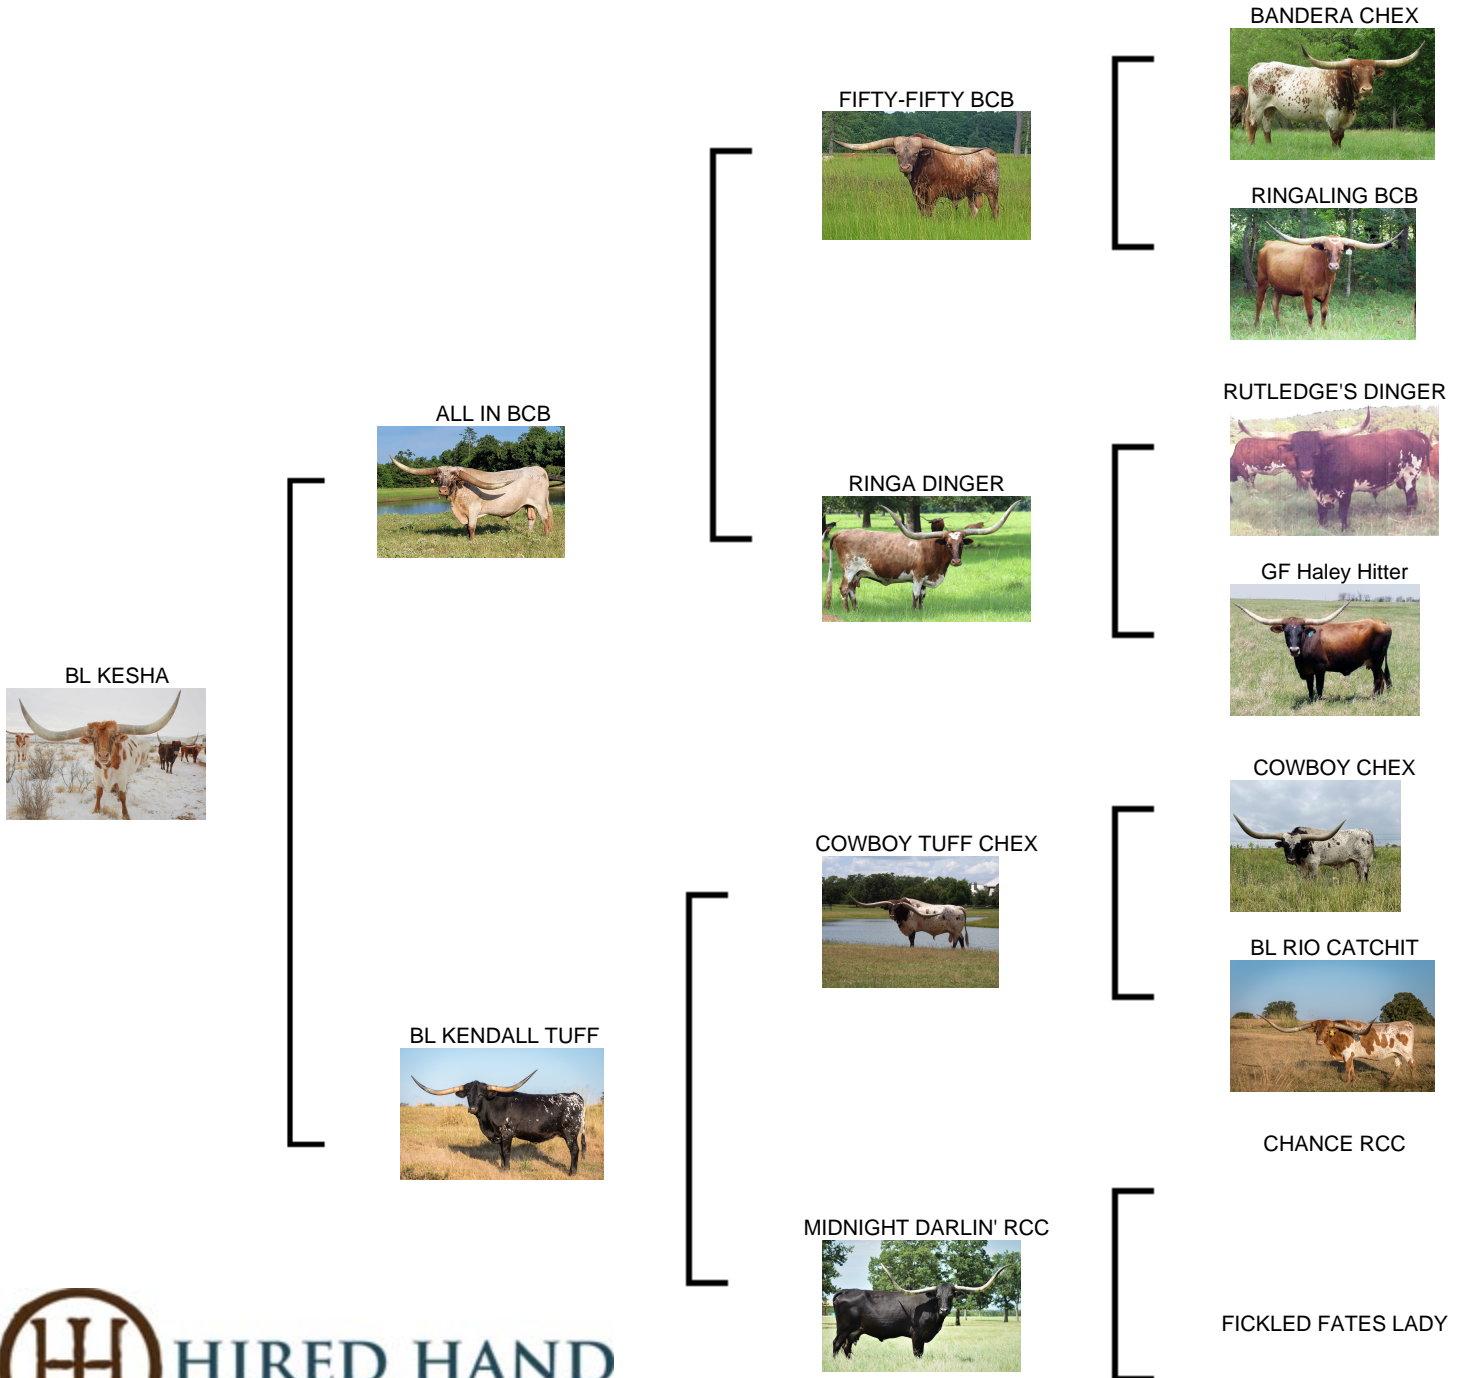 BANDERA CHEX
FIFTY-FIFTY BCB
RINGALING BCB
RUTLEDGE'S DINGER
ALL IN BCB
RINGA DINGER
GF Haley Hitter
BL KESHA
COWBOY CHEX
COWBOY TUFF CHEX
BL RIO CATCHIT
BL KENDALL TUFF
CHANCE RCC
MIDNIGHT DARLIN' RCC
FICKLED FATES LADY
HIRED HAND